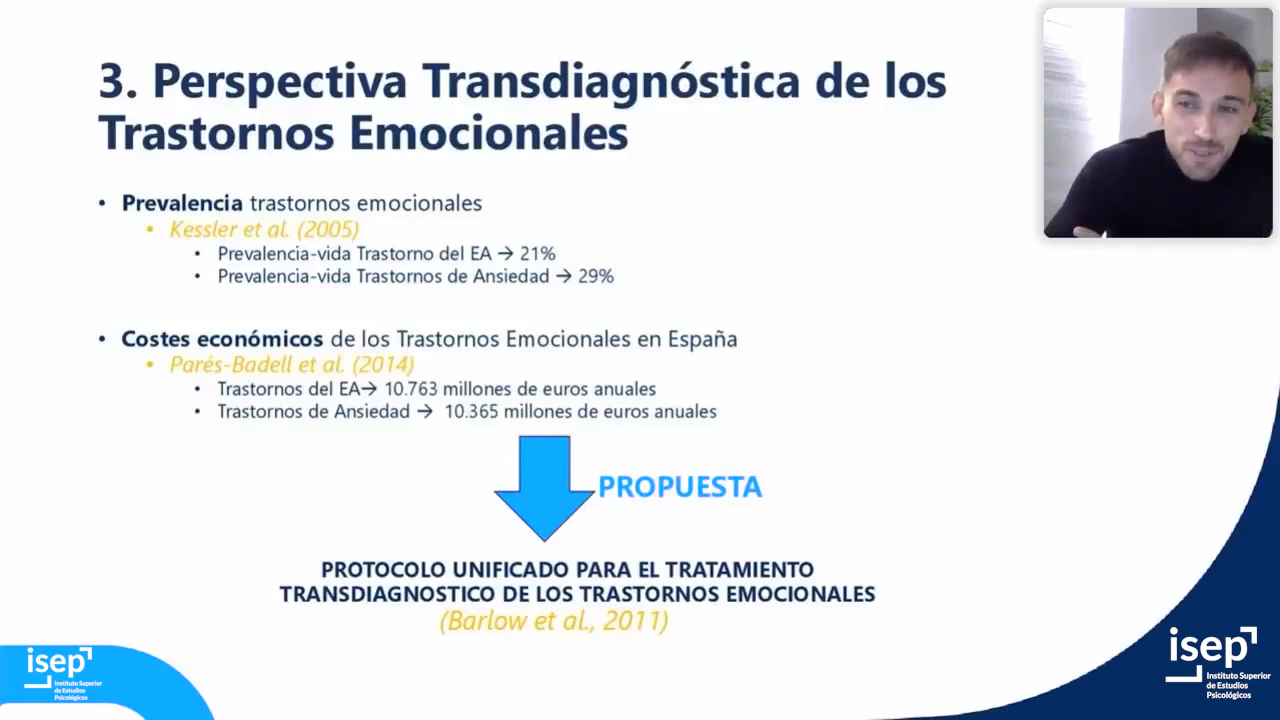 3. Perspectiva Transdiagnóstica de los
Trastornos Emocionales
• Prevalencia trastornos emocionales
• Kessler et al. (2005)
• Prevalencia-vida Trastorno del EA → 21%
• Prevalencia-vida Trastornos de Ansiedad → 29%
• Costes económicos de los Trastornos Emocionales en España
• Parés-Badell et al. (2014)
• Trastornos del EA→ 10.763 millones de euros anuales
• Trastornos de Ansiedad → 10.365 millones de euros anuales
PROPUESTA
PROTOCOLO UNIFICADO PARA EL TRATAMIENTO
TRANSDIAGNOSTICO DE LOS TRASTORNOS EMOCIONALES
(Barlow et al., 2011)
isep
Instituto Superior
de Estudios
Psicológicos
isep
Instituto Superior
de Estudios
Psicológicos